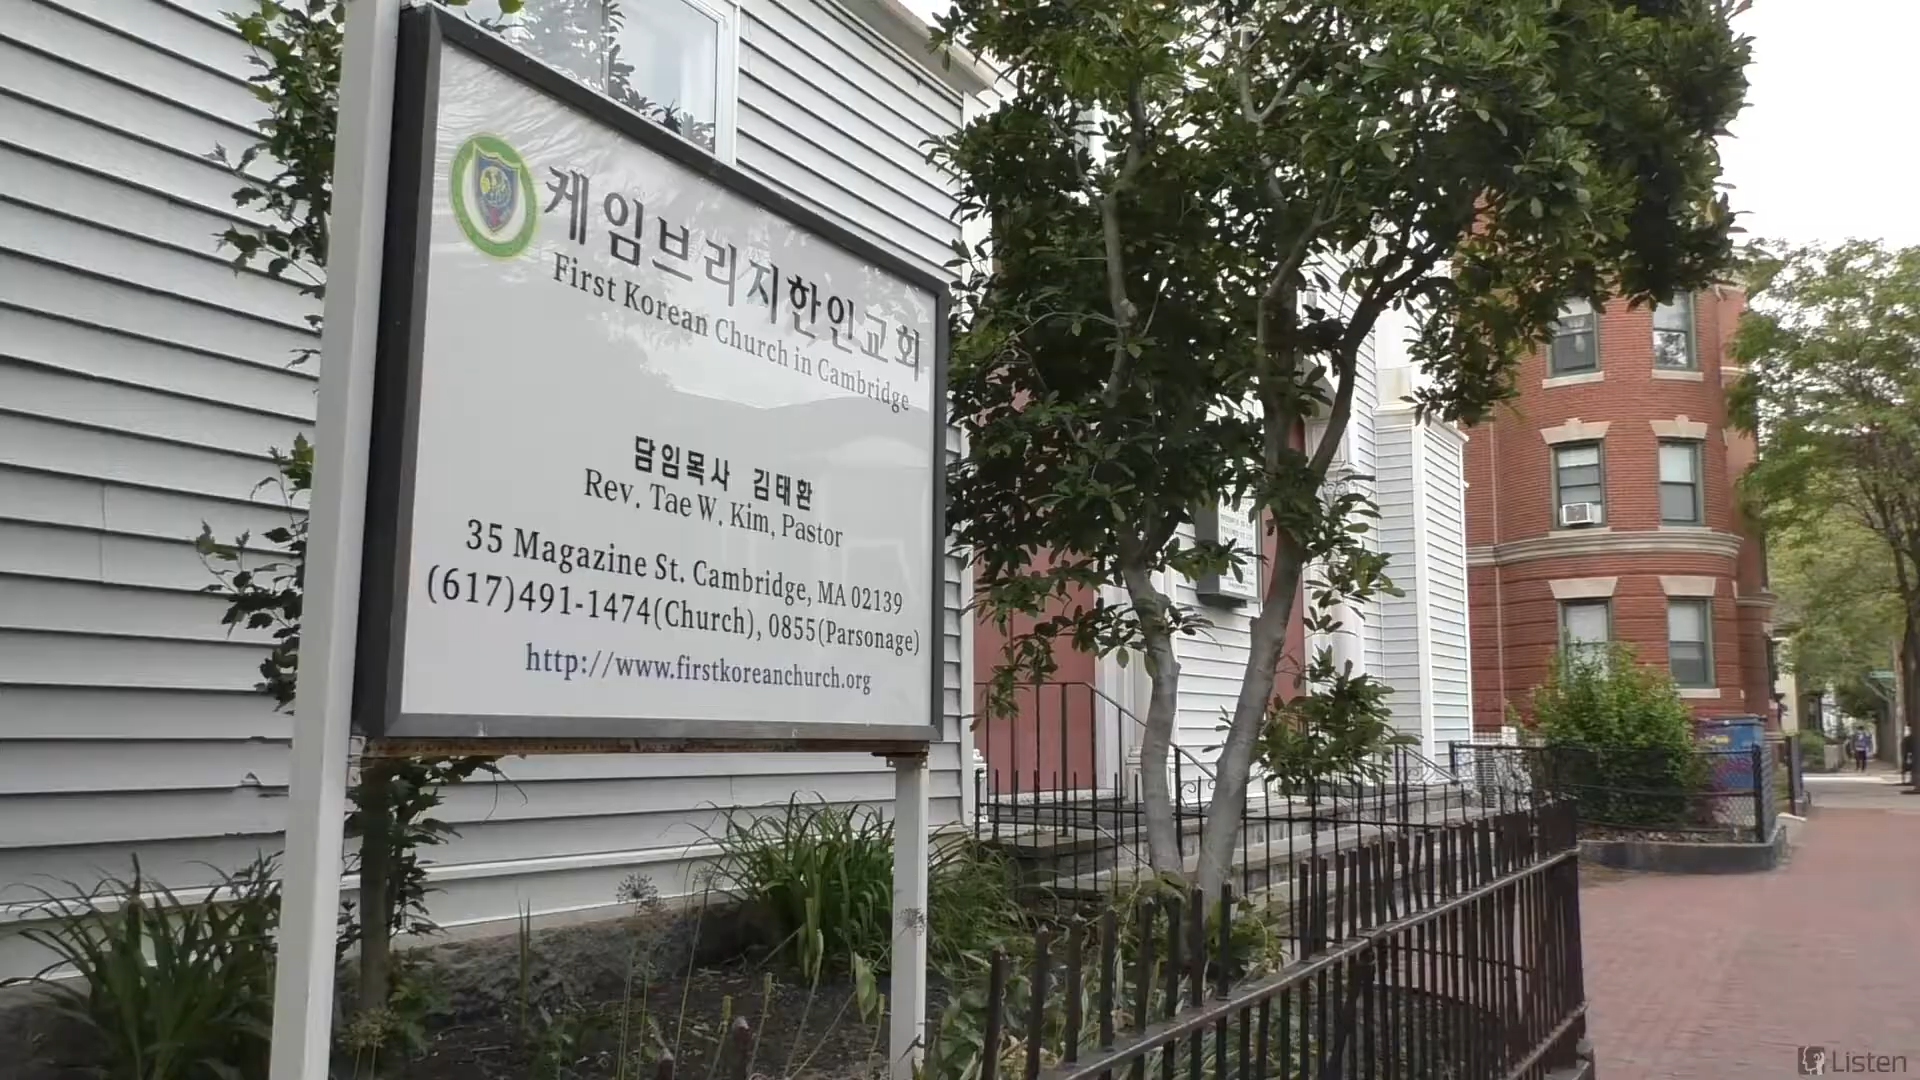 케임브리지한인교회
First Korean Church in Cambridge
담임목사 김태환
Rev. Tae W. Kim, Pastor
35 Magazine St. Cambridge, MA 02139
(617)491-1474(Church), 0855(Parsonage)
http://www.firstkoreanchurch.org
Listen